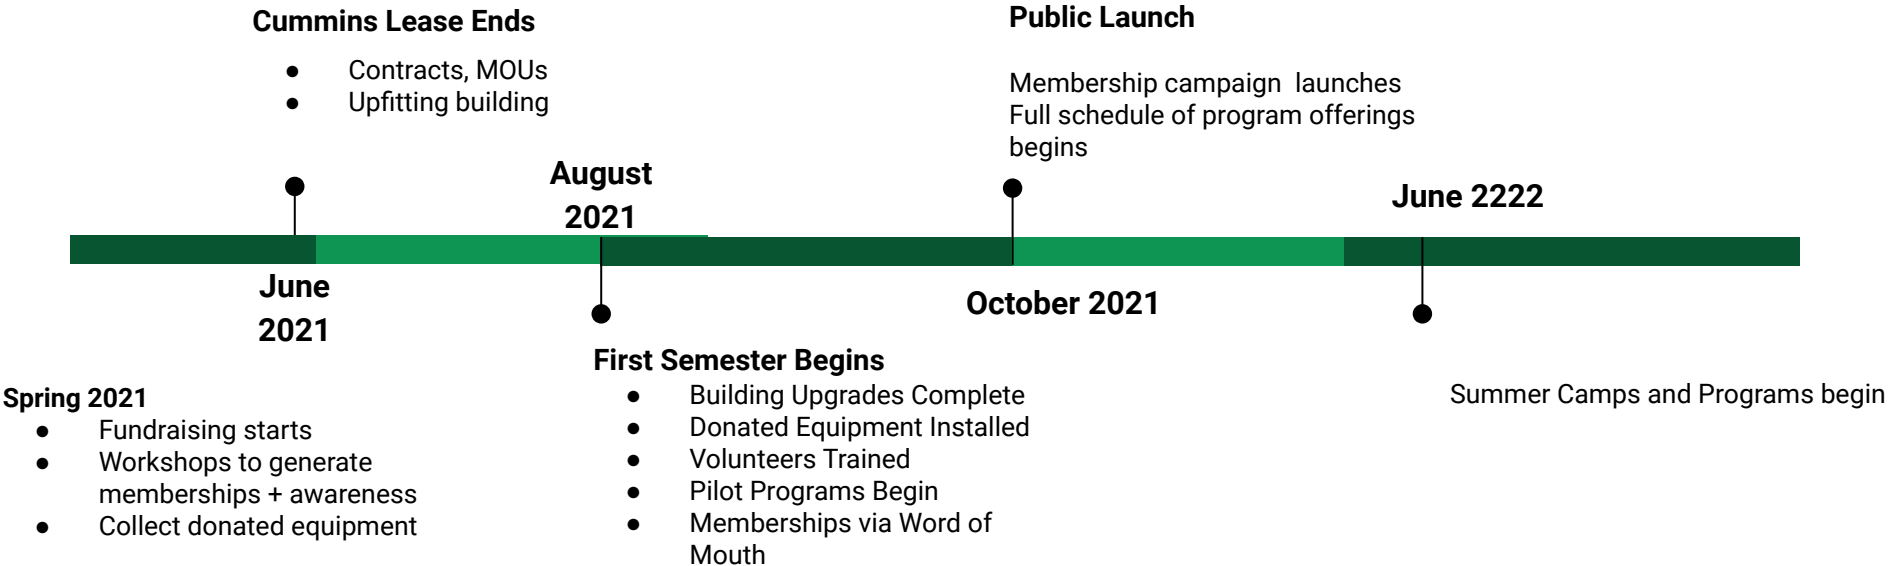 Cummins Lease Ends
● Contracts, MOUs
● Upfitting building
Public Launch
Membership campaign launches
Full schedule of program offerings
begins
August
2021
June 2222
June
2021
October 2021
Spring 2021
● Fundraising starts
● Workshops to generate
memberships + awareness
● Collect donated equipment
First Semester Begins
● Building Upgrades Complete
● Donated Equipment Installed
● Volunteers Trained
● Pilot Programs Begin
● Memberships via Word of
Mouth
Summer Camps and Programs begin